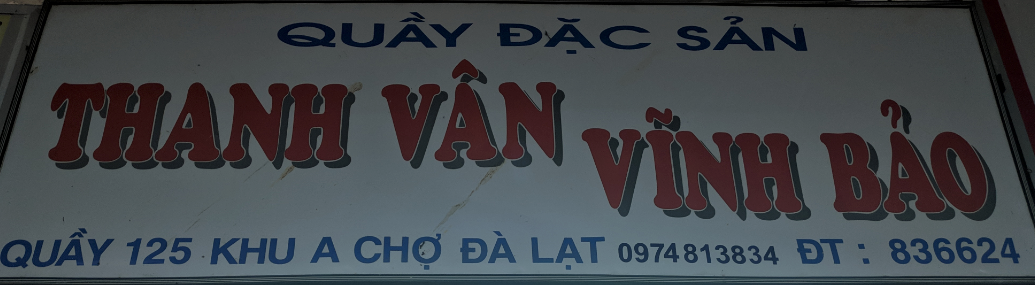 QUẦY ĐẶC SẢN
THANH VÂN VĨNH BẢO
QUẦY 125 KHU A CHỢ ĐÀ LẠT 0974813834 ĐT : 836624